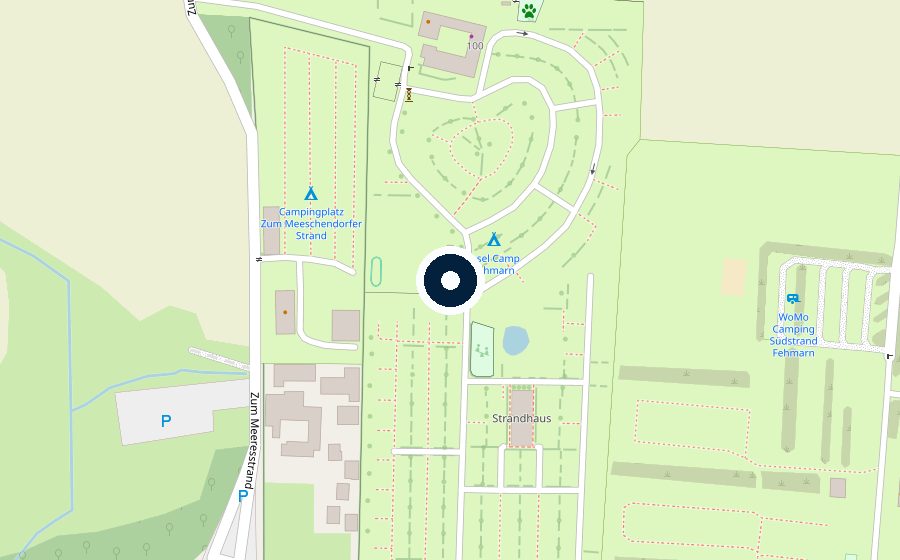 100
Campingplatz
Zum Meeschendorfer
Strand
sel Camp
hmarn
WoMo
Camping
Südstrand
Fehmarn
P
Zum Meeresstrand
Strandhaus
P